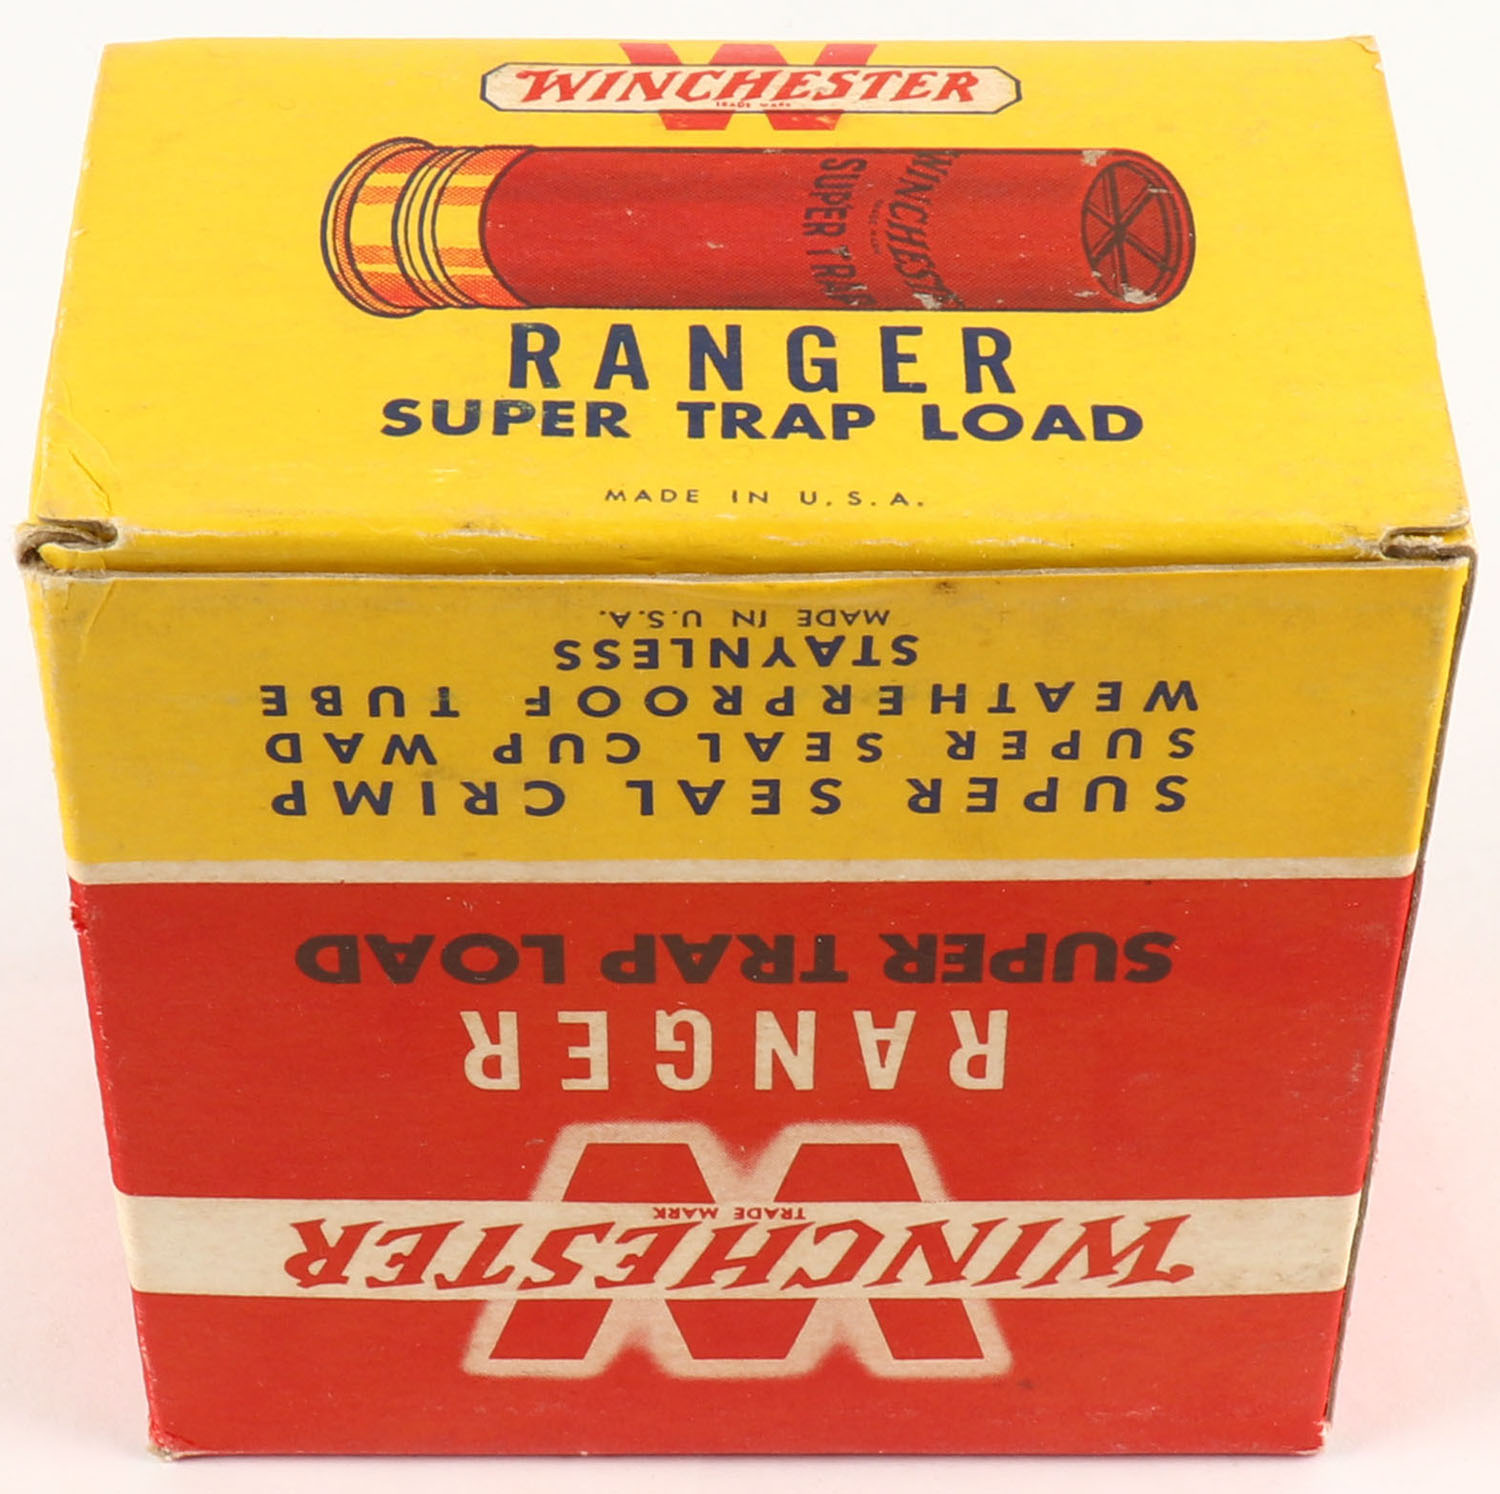 WINCHESTER
TRADE MARK
WINCHESTER
SUPER TRAP
RANGER
SUPER TRAP LOAD
MADE IN U.S.A.
WINCHESTER
TRADE MARK
RANGER
SUPER TRAP LOAD
SUPER SEAL CRIMP
SUPER SEAL CUP WAD
WEATHERPROOF TUBE
STAYNLESS
MADE IN U.S.A.